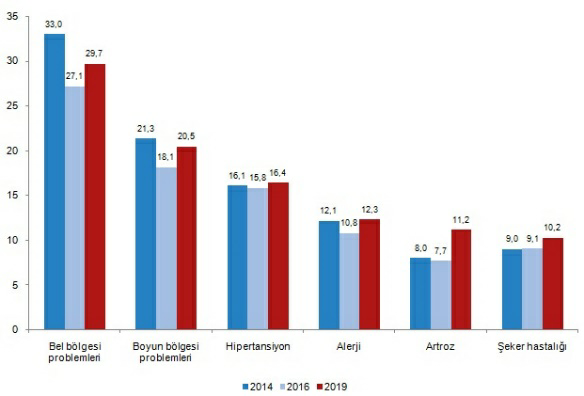 35
30
25
20
15
10
5
0
33,0
27,1
29,7
21,3
18,1
20,5
16,1
15,8
16,4
12,1
10,8
12,3
8,0
7,7
11,2
9,0
9,1
10,2
Bel bölgesi
problemleri
Boyun bölgesi
problemleri
Hipertansiyon
Alerji
Artroz
Şeker hastalığı
2014 2016 2019